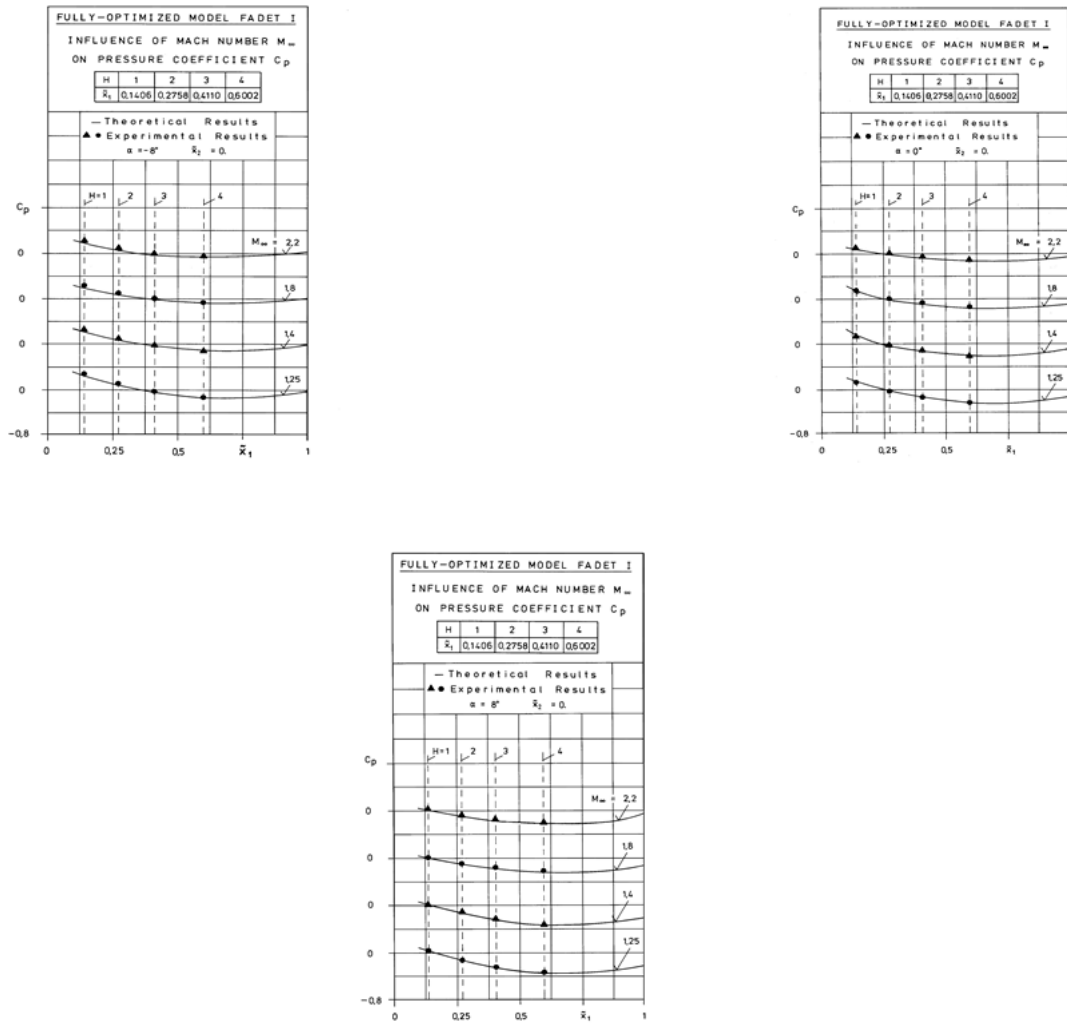 FULLY-OPTIMIZED MODEL FADET I
INFLUENCE OF MACH NUMBER M∞
ON PRESSURE COEFFICIENT Cp
H 1 2 3 4
x̃₁ 0,1406 0,2758 0,4110 0,6002
— Theoretical Results
▲ ● Experimental Results
α = -8° x̃₂ = 0.
H=1 2 3 4
Cp
M∞ = 2,2
0
1,8
0
1,4
0
1,25
0
-0,8
0 0,25 0,5 x̃₁ 1
FULLY-OPTIMIZED MODEL FADET I
INFLUENCE OF MACH NUMBER M∞
ON PRESSURE COEFFICIENT Cp
H 1 2 3 4
x̃₁ 0,1406 0,2758 0,4110 0,6002
— Theoretical Results
▲ ● Experimental Results
α = 0° x̃₂ = 0.
H=1 2 3 4
Cp
M∞ = 2,2
0
1,8
0
1,4
0
1,25
0
-0,8
0 0,25 0,5 x̃₁
FULLY-OPTIMIZED MODEL FADET I
INFLUENCE OF MACH NUMBER M∞
ON PRESSURE COEFFICIENT Cp
H 1 2 3 4
x̃₁ 0,1406 0,2758 0,4110 0,6002
— Theoretical Results
▲ ● Experimental Results
α = 8° x̃₂ = 0.
H=1 2 3 4
Cp
M∞ = 2,2
0
1,8
0
1,4
0
1,25
0
-0,8
0 0,25 0,5 x̃₁ 1